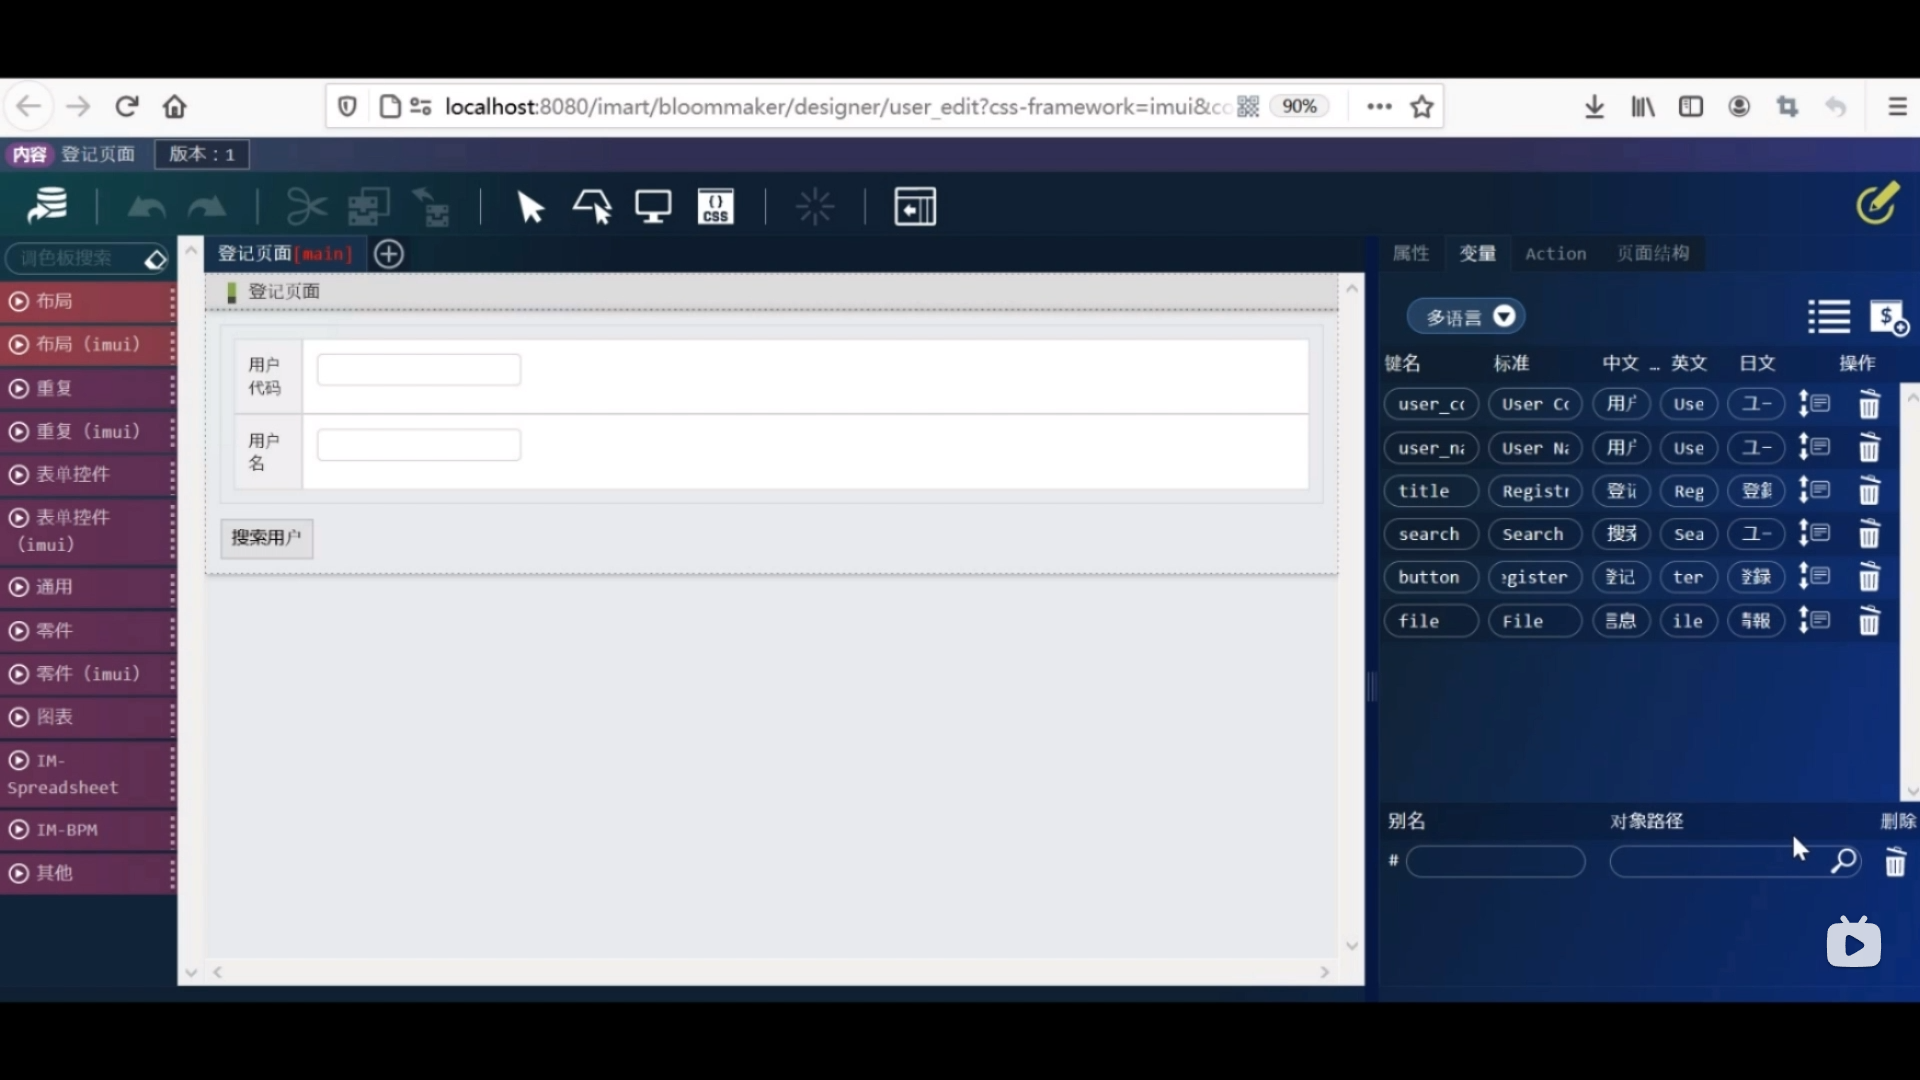 localhost:8080/imart/bloommaker/designer/user_edit?css-framework=imui&co
90%
内容 登记页面 版本：1
{} CSS
调色板搜索
登记页面[main]
属性 变量 Action 页面结构
登记页面
布局
布局（imui）
重复
重复（imui）
表单控件
表单控件
（imui）
通用
零件
零件（imui）
图表
IM-
Spreadsheet
IM-BPM
其他
用户
代码
用户
名
搜索用户
多语言
键名 标准 中文 ... 英文 日文 操作
user_co User Co 用户 Use ユー
user_na User Na 用户 Use ユー
title Registr 登记 Reg 登録
search Search 搜索 Sea ユー
button gister 登记 ter 登録
file File 信息 ile 情報
别名 对象路径 删除
#